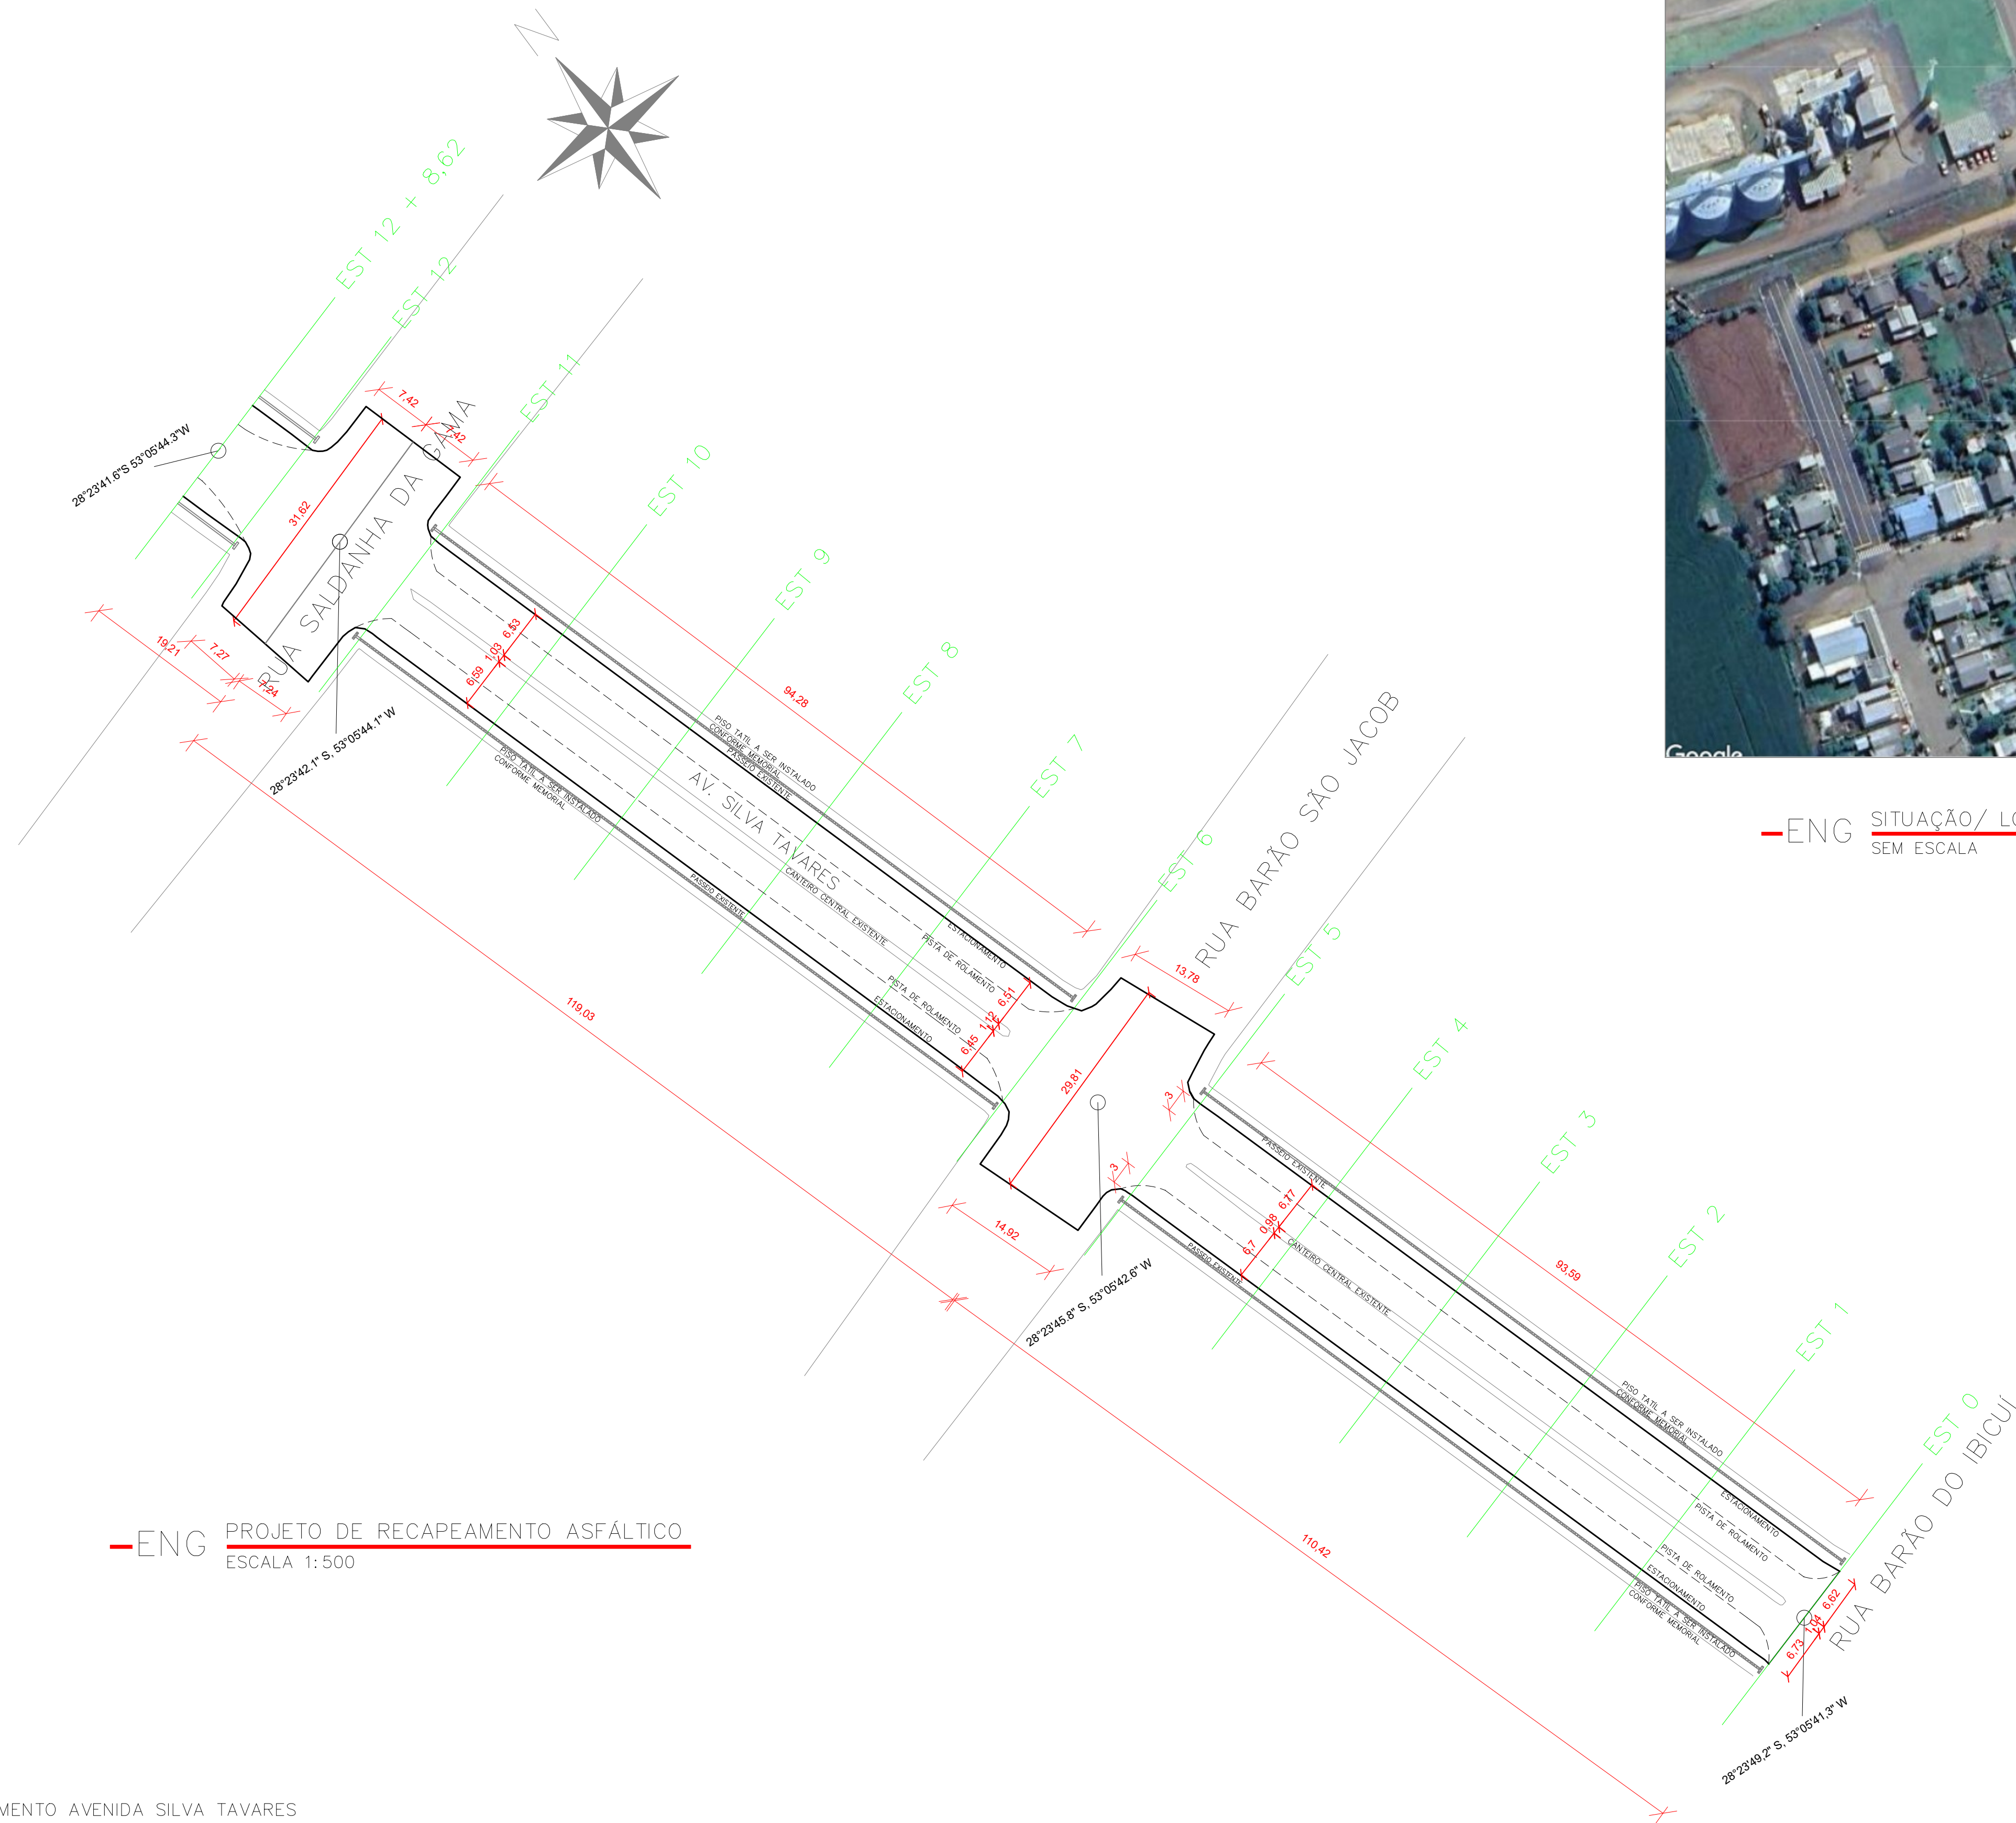 N
EST 12 + 8,62
EST 12
EST 11
EST 10
EST 9
EST 8
EST 7
EST 6
EST 5
EST 4
EST 3
EST 2
EST 1
EST 0
28°23'41.6"S 53°05'44.3"W
7,42
7,42
31,62
RUA SALDANHA DA GAMA
19,21
7,27
7,24
28°23'42.1" S, 53°05'44.1" W
6,53
1,03
6,59
94,28
PISO TATIL A SER INSTALADO
CONFORME MEMORIAL
PASSEIO EXISTENTE
PISO TATIL A SER INSTALADO
CONFORME MEMORIAL
AV. SILVA TAVARES
CANTEIRO CENTRAL EXISTENTE
PASSEIO EXISTENTE
ESTACIONAMENTO
PISTA DE ROLAMENTO
PISTA DE ROLAMENTO
ESTACIONAMENTO
6,51
1,12
6,45
119,03
RUA BARÃO SÃO JACOB
13,78
29,81
3
3
14,92
28°23'45.8" S, 53°05'42.6" W
PASSEIO EXISTENTE
6,77
0,98
6,7
CANTEIRO CENTRAL EXISTENTE
PASSEIO EXISTENTE
93,59
PISO TATIL A SER INSTALADO
CONFORME MEMORIAL
ESTACIONAMENTO
PISTA DE ROLAMENTO
PISTA DE ROLAMENTO
ESTACIONAMENTO
PISO TATIL A SER INSTALADO
CONFORME MEMORIAL
110,42
6,62
1,04
6,73
RUA BARÃO DO IBICUÍ
28°23'49,2" S, 53°05'41,3" W
Google
ENG
SITUAÇÃO/ LO
SEM ESCALA
ENG
PROJETO DE RECAPEAMENTO ASFÁLTICO
ESCALA 1:500
MENTO AVENIDA SILVA TAVARES